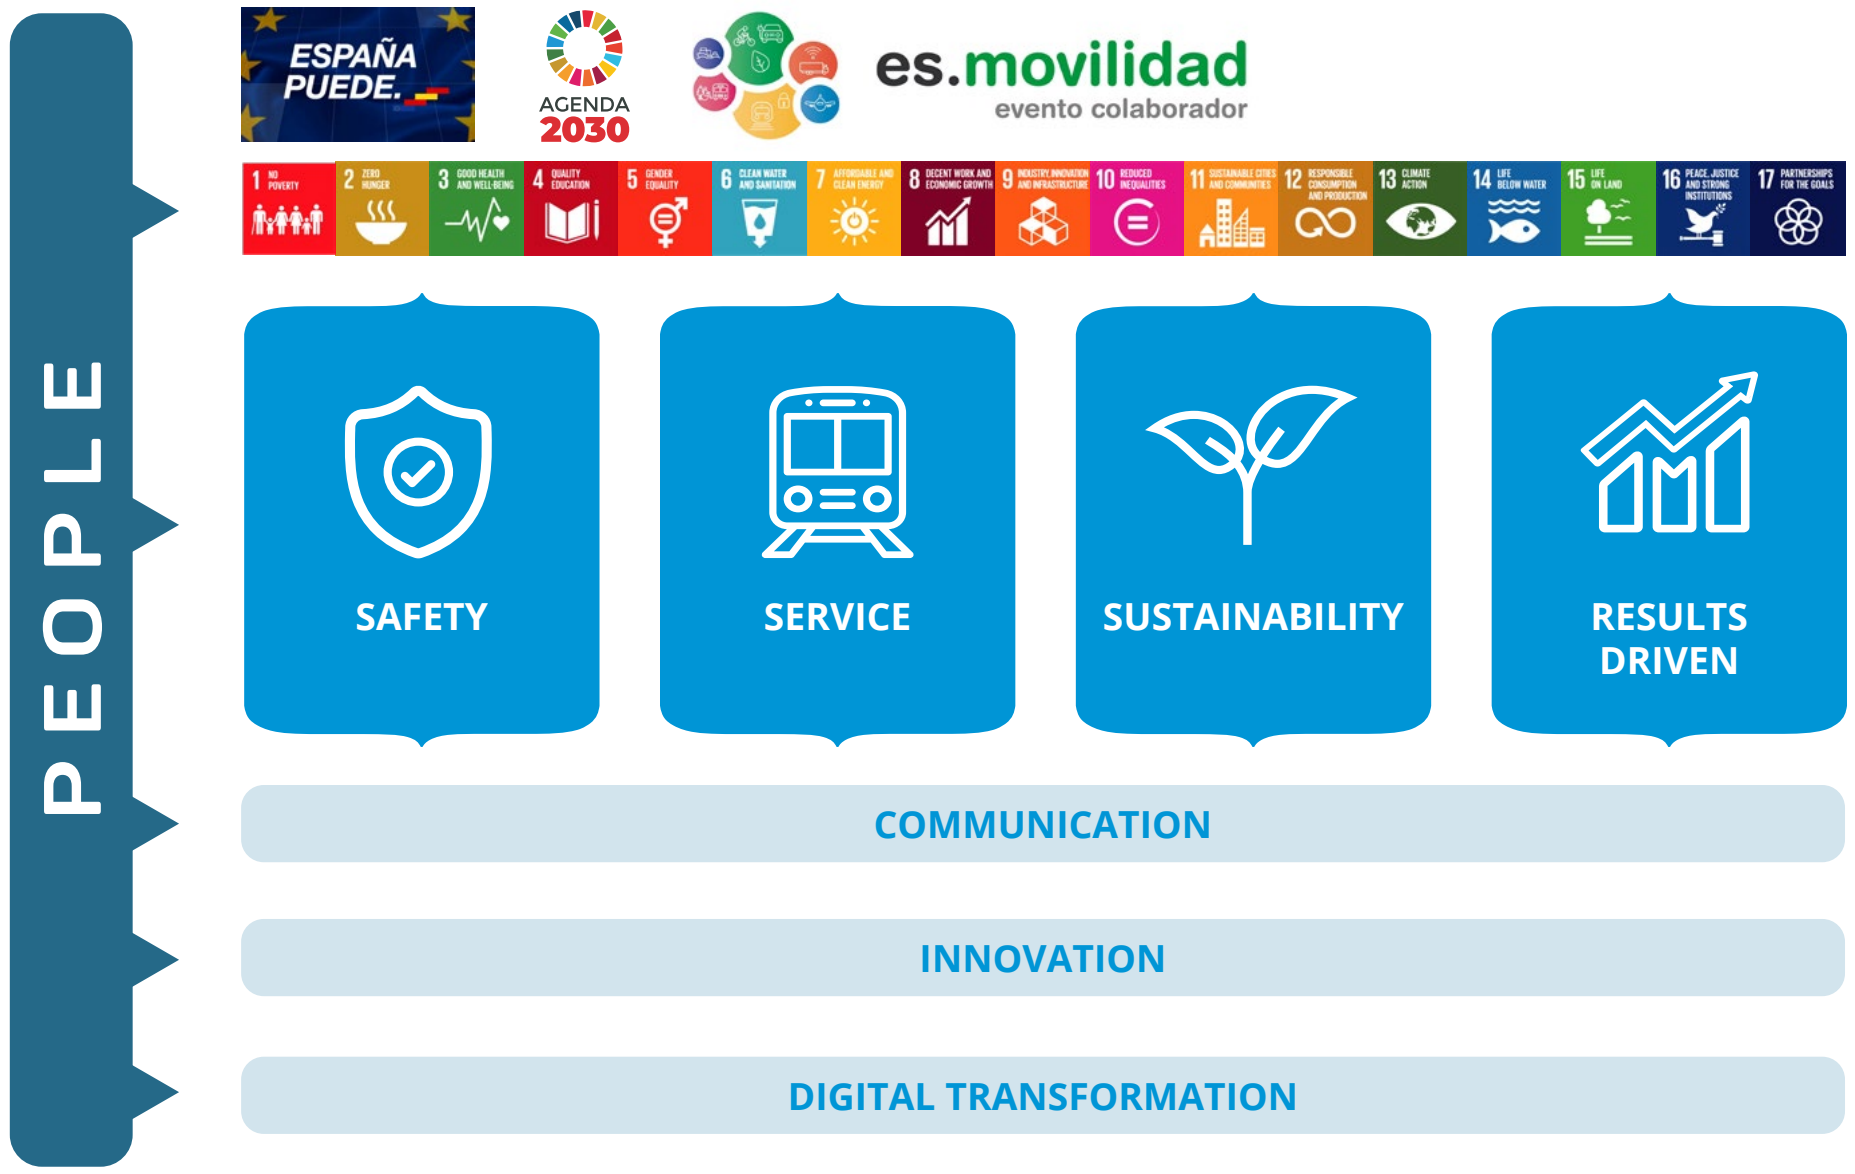 PEOPLE
ESPAÑA
PUEDE.
AGENDA
2030
es.movilidad
evento colaborador
1 NO
POVERTY
2 ZERO
HUNGER
3 GOOD HEALTH
AND WELL-BEING
4 QUALITY
EDUCATION
5 GENDER
EQUALITY
6 CLEAN WATER
AND SANITATION
7 AFFORDABLE AND
CLEAN ENERGY
8 DECENT WORK AND
ECONOMIC GROWTH
9 INDUSTRY, INNOVATION
AND INFRASTRUCTURE
10 REDUCED
INEQUALITIES
11 SUSTAINABLE CITIES
AND COMMUNITIES
12 RESPONSIBLE
CONSUMPTION
AND PRODUCTION
13 CLIMATE
ACTION
14 LIFE
BELOW WATER
15 LIFE
ON LAND
16 PEACE, JUSTICE
AND STRONG
INSTITUTIONS
17 PARTNERSHIPS
FOR THE GOALS
SAFETY
SERVICE
SUSTAINABILITY
RESULTS
DRIVEN
COMMUNICATION
INNOVATION
DIGITAL TRANSFORMATION